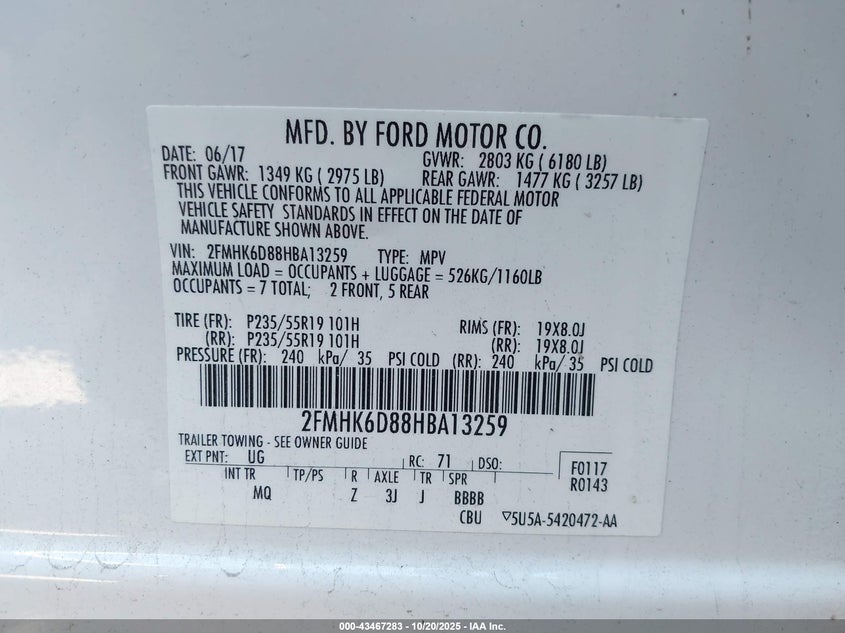 MFD. BY FORD MOTOR CO.
DATE: 06/17 GVWR: 2803 KG ( 6180 LB)
FRONT GAWR: 1349 KG ( 2975 LB) REAR GAWR: 1477 KG ( 3257 LB)
THIS VEHICLE CONFORMS TO ALL APPLICABLE FEDERAL MOTOR
VEHICLE SAFETY STANDARDS IN EFFECT ON THE DATE OF
MANUFACTURE SHOWN ABOVE.
VIN: 2FMHK6D88HBA13259 TYPE: MPV
MAXIMUM LOAD = OCCUPANTS + LUGGAGE = 526KG/1160LB
OCCUPANTS = 7 TOTAL; 2 FRONT, 5 REAR
TIRE (FR): P235/55R19 101H RIMS (FR): 19X8.0J
(RR): P235/55R19 101H (RR): 19X8.0J
PRESSURE (FR): 240 kPa/ 35 PSI COLD (RR): 240 kPa/ 35 PSI COLD
2FMHK6D88HBA13259
TRAILER TOWING - SEE OWNER GUIDE
EXT PNT: UG RC: 71 DSO: F0117
R0143
INT TR TP/PS R AXLE TR SPR
MQ Z 3J J BBBB
CBU ▽5U5A-5420472-AA
000-43467283 | 10/20/2025 | IAA Inc.